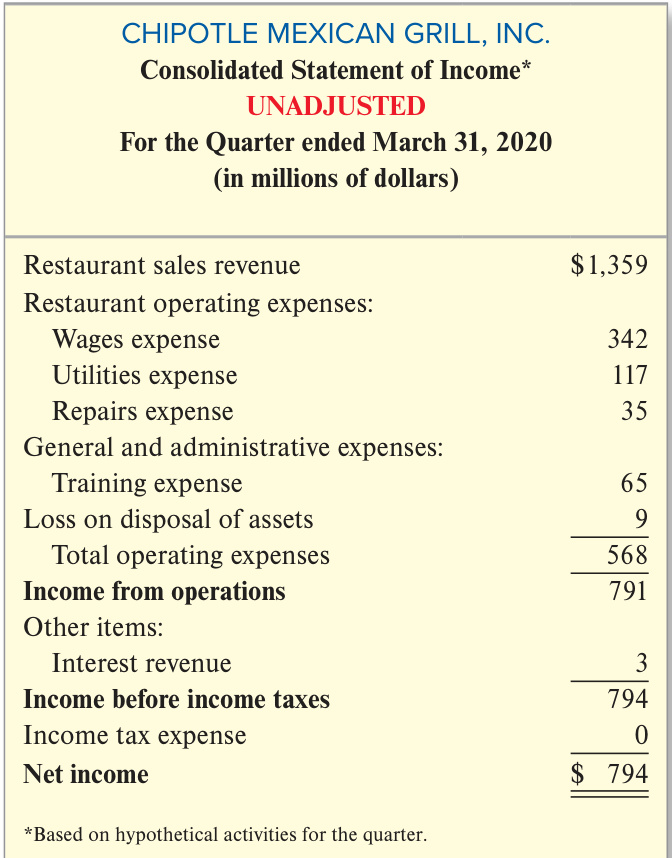 CHIPOTLE MEXICAN GRILL, INC.
Consolidated Statement of Income*
UNADJUSTED
For the Quarter ended March 31, 2020
(in millions of dollars)
Restaurant sales revenue $1,359
Restaurant operating expenses:
Wages expense 342
Utilities expense 117
Repairs expense 35
General and administrative expenses:
Training expense 65
Loss on disposal of assets 9
Total operating expenses 568
Income from operations 791
Other items:
Interest revenue 3
Income before income taxes 794
Income tax expense 0
Net income $ 794
*Based on hypothetical activities for the quarter.